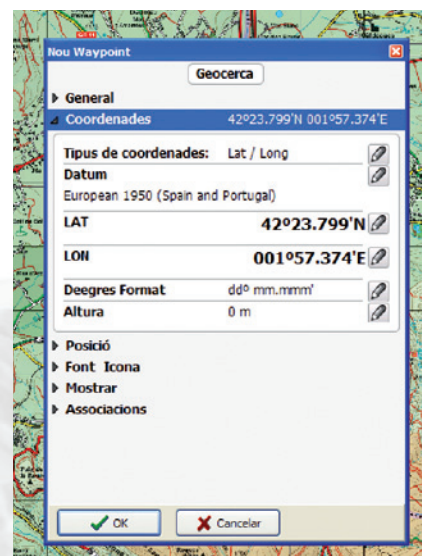 Nou Waypoint
Geocerca
General
Coordenades 42º23.799'N 001º57.374'E
Tipus de coordenades: Lat / Long
Datum
European 1950 (Spain and Portugal)
LAT 42º23.799'N
LON 001º57.374'E
Deegres Format ddº mm.mmm'
Altura 0 m
Posició
Font Icona
Mostrar
Associacions
OK Cancelar